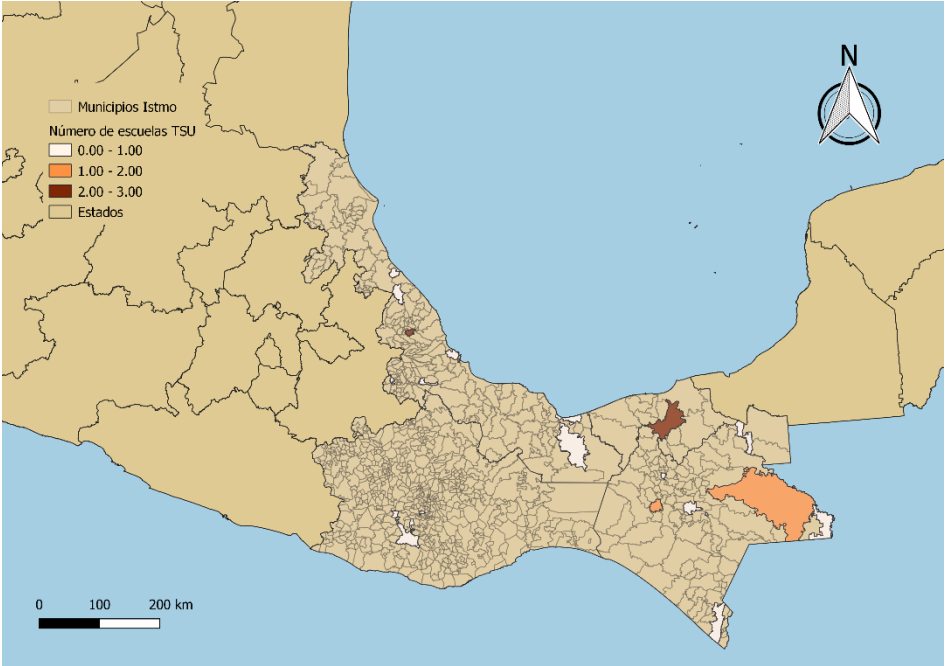 N
Municipios Istmo
Número de escuelas TSU
0.00 - 1.00
1.00 - 2.00
2.00 - 3.00
Estados
0 100 200 km